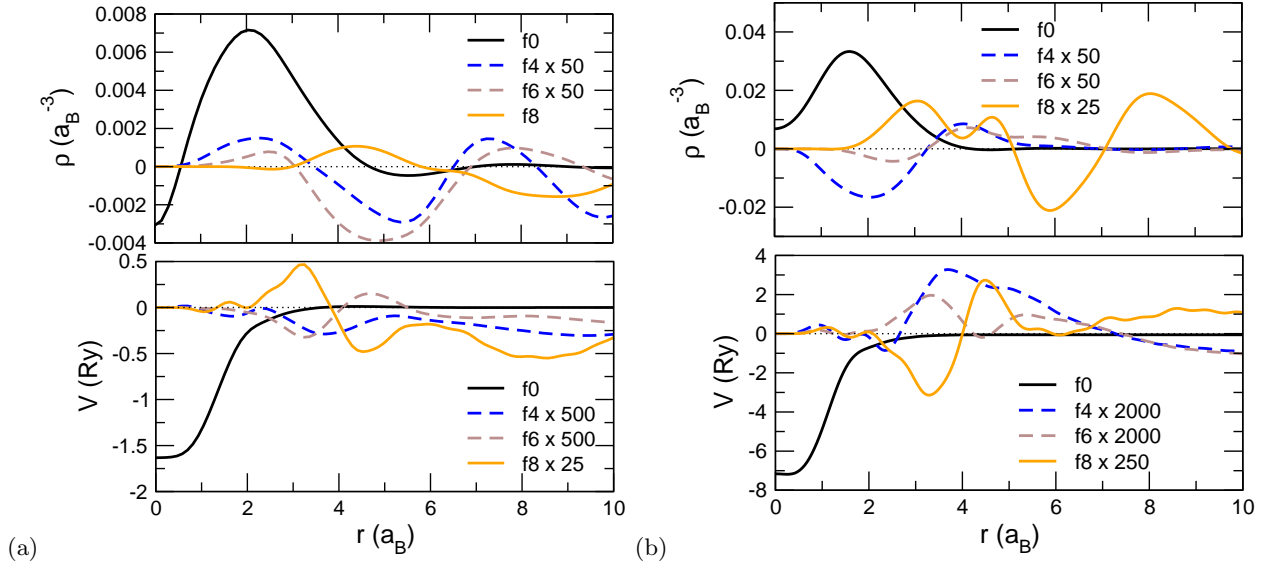 0.008
0.006
0.004
0.002
0
-0.002
-0.004
ρ (a_B^-3)
f0
f4 x 50
f6 x 50
f8
0.5
0
-0.5
-1
-1.5
-2
V (Ry)
f0
f4 x 500
f6 x 500
f8 x 25
0 2 4 6 8 10
r (a_B)
(a)
0.04
0.02
0
-0.02
ρ (a_B^-3)
f0
f4 x 50
f6 x 50
f8 x 25
4
2
0
-2
-4
-6
-8
V (Ry)
f0
f4 x 2000
f6 x 2000
f8 x 250
0 2 4 6 8 10
r (a_B)
(b)